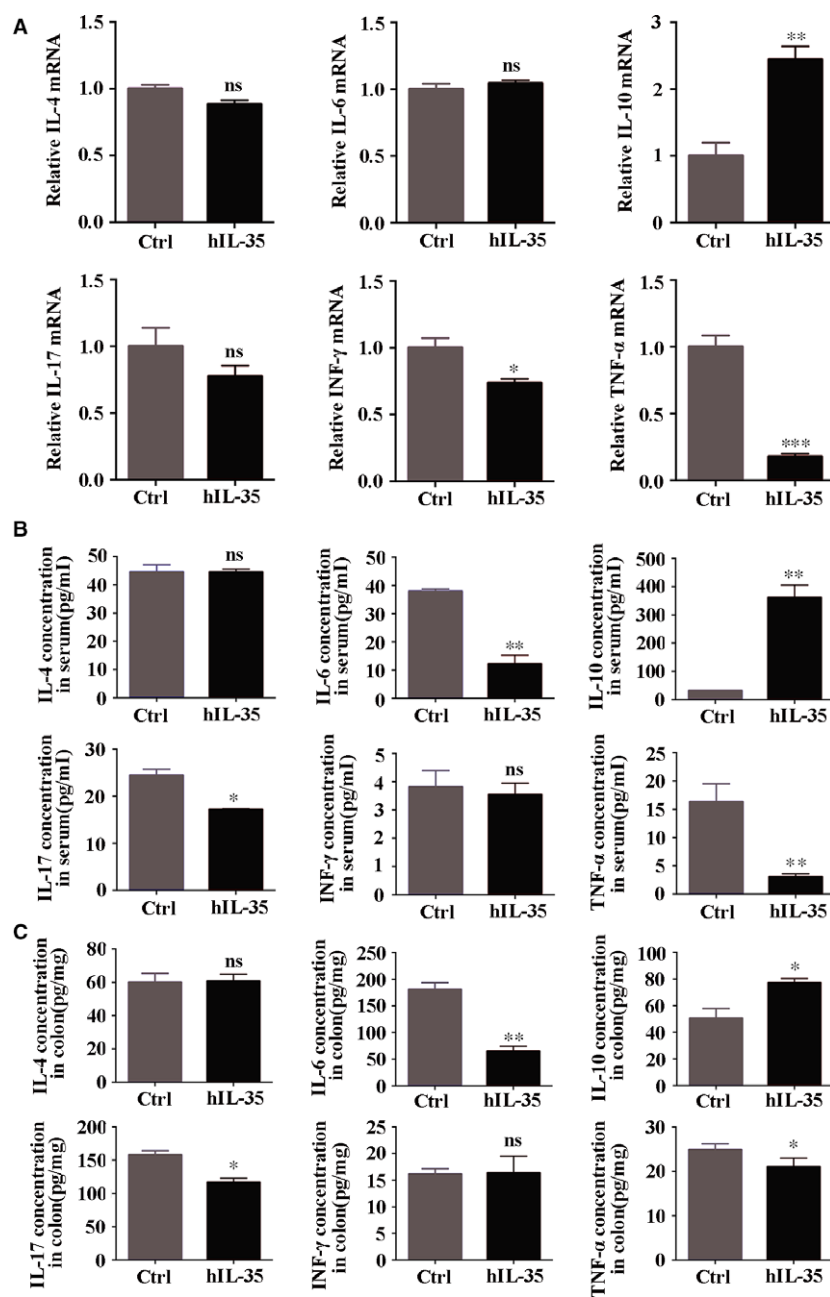 A
Relative IL-4 mRNA
1.5
1.0
0.5
0.0
ns
Ctrl
hIL-35
Relative IL-6 mRNA
1.5
1.0
0.5
0.0
ns
Ctrl
hIL-35
Relative IL-10 mRNA
3
2
1
0
**
Ctrl
hIL-35
Relative IL-17 mRNA
1.5
1.0
0.5
0.0
ns
Ctrl
hIL-35
Relative INF-γ mRNA
1.5
1.0
0.5
0.0
*
Ctrl
hIL-35
Relative TNF-α mRNA
1.5
1.0
0.5
0.0
***
Ctrl
hIL-35
B
IL-4 concentration
in serum(pg/ml)
50
40
30
20
10
0
ns
Ctrl
hIL-35
IL-6 concentration
in serum(pg/ml)
50
40
30
20
10
0
**
Ctrl
hIL-35
IL-10 concentration
in serum(pg/ml)
500
400
300
200
100
0
**
Ctrl
hIL-35
IL-17 concentration
in serum(pg/ml)
30
20
10
0
*
Ctrl
hIL-35
INF-γ concentration
in serum(pg/ml)
5
4
3
2
1
0
ns
Ctrl
hIL-35
TNF-α concentration
in serum(pg/ml)
25
20
15
10
5
0
**
Ctrl
hIL-35
C
IL-4 concentration
in colon(pg/mg)
80
60
40
20
0
ns
Ctrl
hIL-35
IL-6 concentration
in colon(pg/mg)
250
200
150
100
50
0
**
Ctrl
hIL-35
IL-10 concentration
in colon(pg/mg)
100
80
60
40
20
0
*
Ctrl
hIL-35
IL-17 concentration
in colon(pg/mg)
200
150
100
50
0
*
Ctrl
hIL-35
INF-γ concentration
in colon(pg/mg)
25
20
15
10
5
0
ns
Ctrl
hIL-35
TNF-α concentration
in colon(pg/mg)
30
20
10
0
*
Ctrl
hIL-35